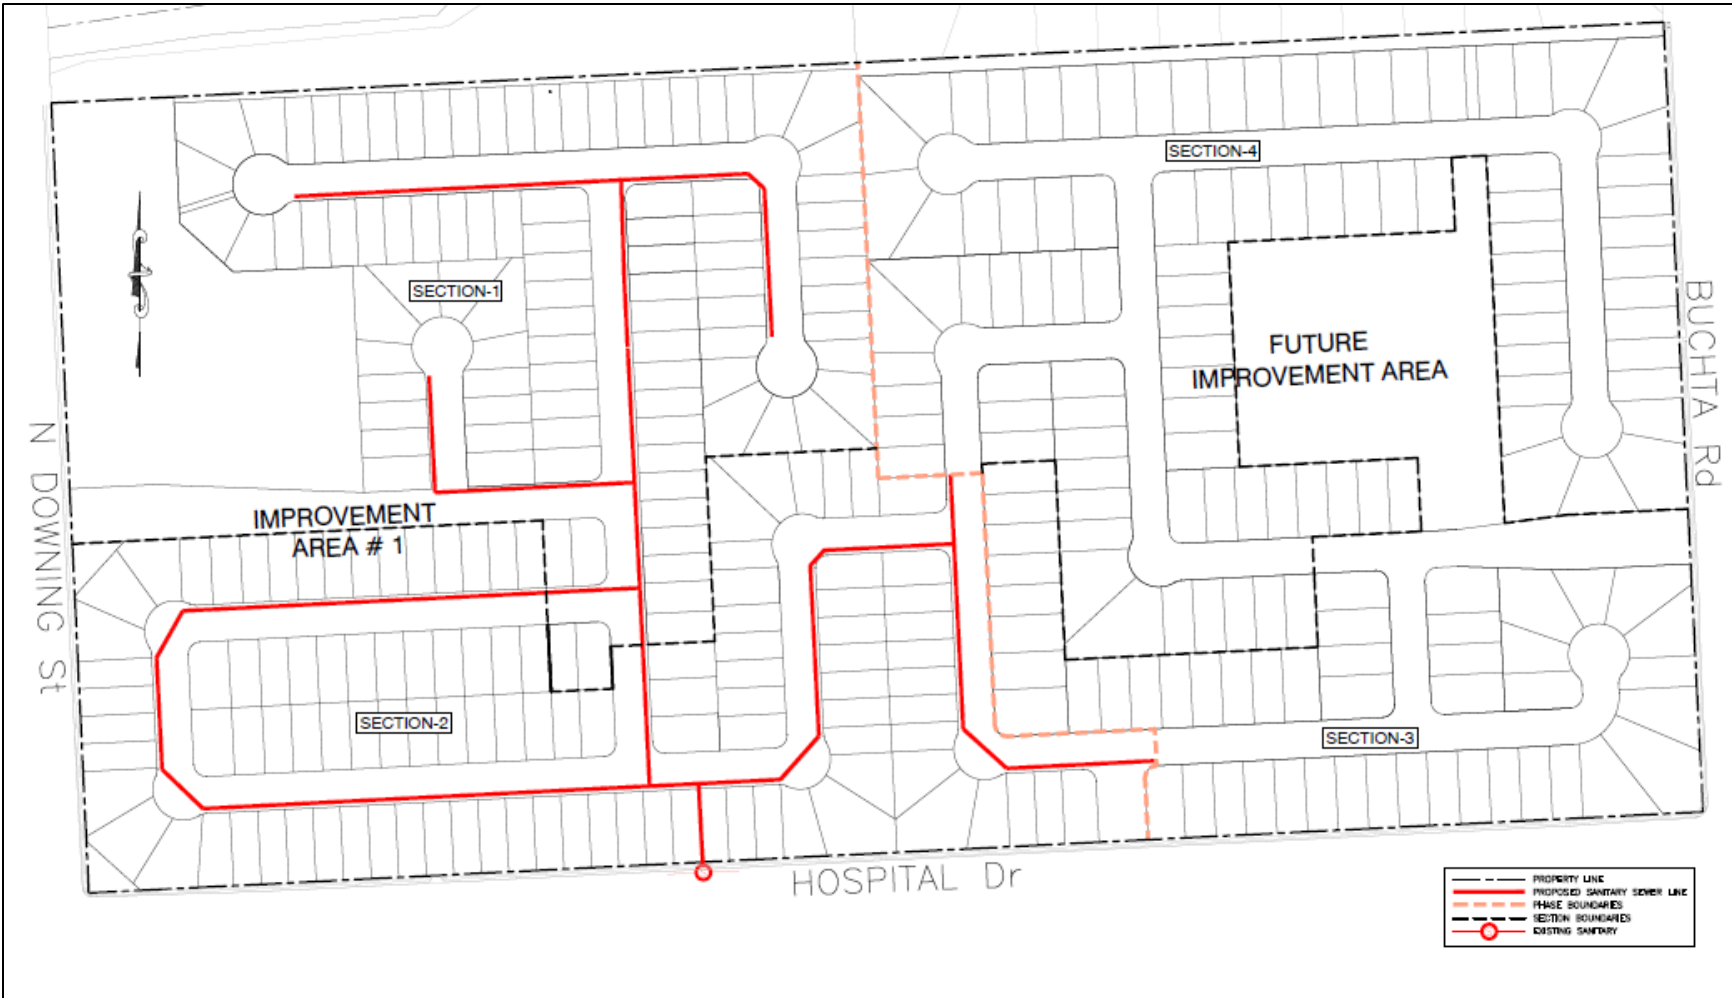 SECTION-4
SECTION-1
FUTURE
IMPROVEMENT AREA
BUCHTA Rd
N DOWNING St
IMPROVEMENT
AREA # 1
SECTION-2
SECTION-3
HOSPITAL Dr
PROPERTY LINE
PROPOSED SANITARY SEWER LINE
PHASE BOUNDARIES
SECTION BOUNDARIES
EXISTING SANITARY